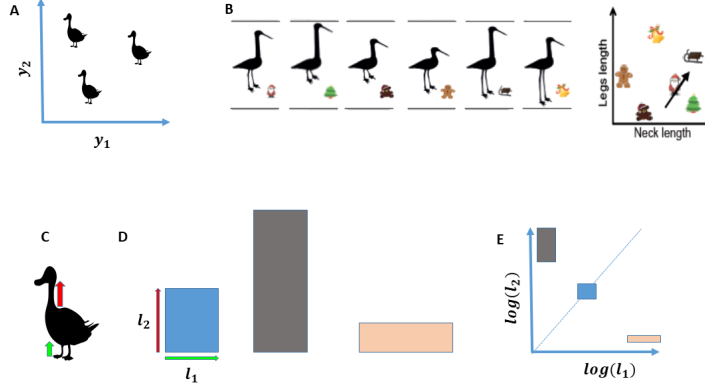 A
y₂
y₁
B
Legs length
Neck length
C
D
l₂
l₁
E
log(l₂)
log(l₁)